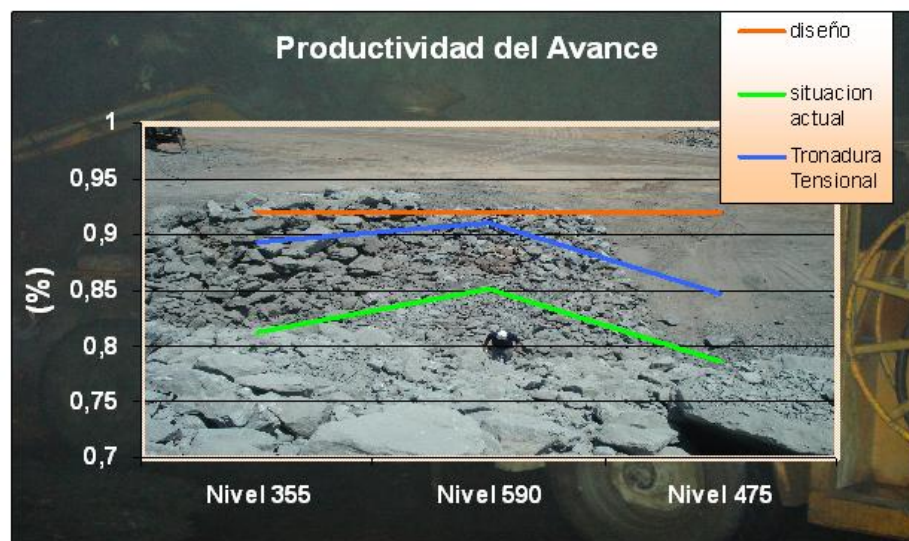 Productividad del Avance
diseño
situacion
actual
Tronadura
Tensional
(%)
1
0,95
0,9
0,85
0,8
0,75
0,7
Nivel 355
Nivel 590
Nivel 475